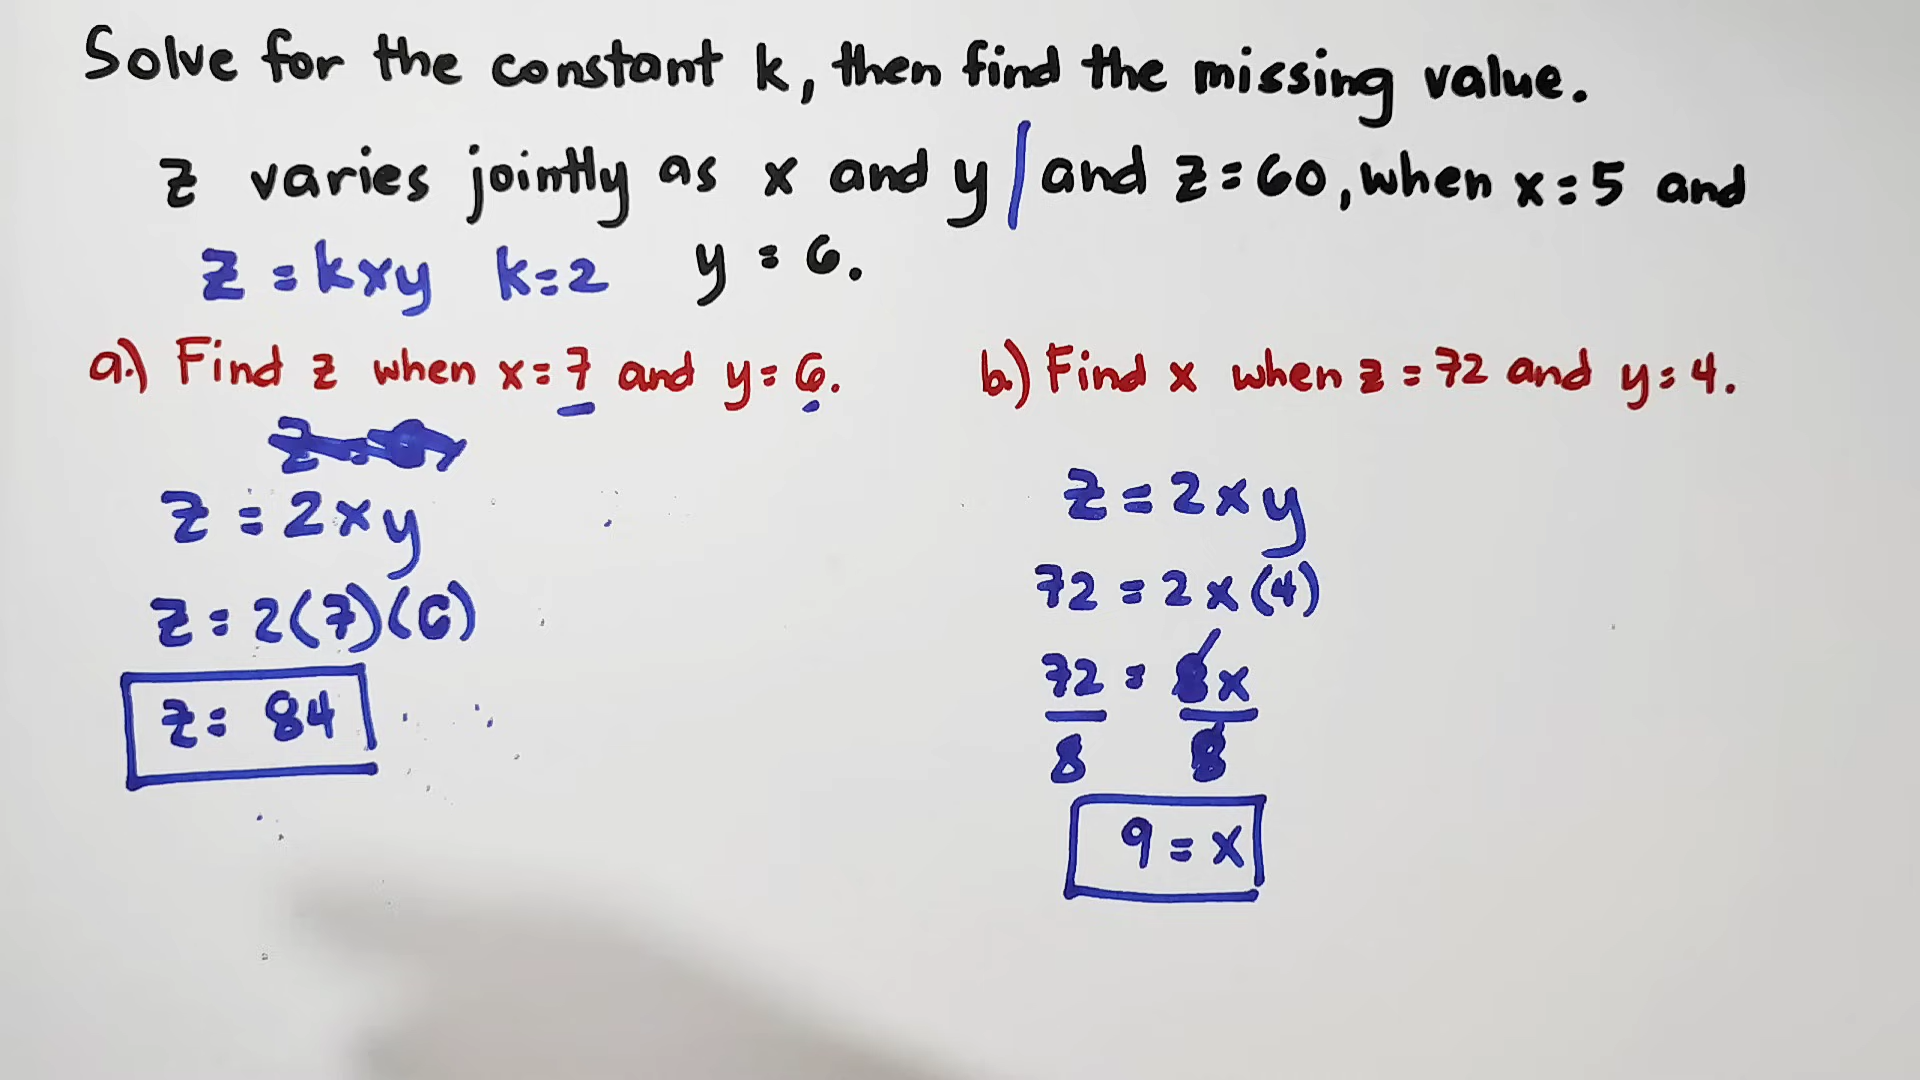 Solve for the constant k, then find the missing value.
z varies jointly as x and y | and z=60, when x=5 and
z = kxy k=2 y = 6.
a.) Find z when x=7 and y=6.
z = 2xy
z = 2(7)(6)
z = 84
b.) Find x when z=72 and y=4.
z = 2xy
72 = 2x(4)
72 = 8x
8 8
9 = x